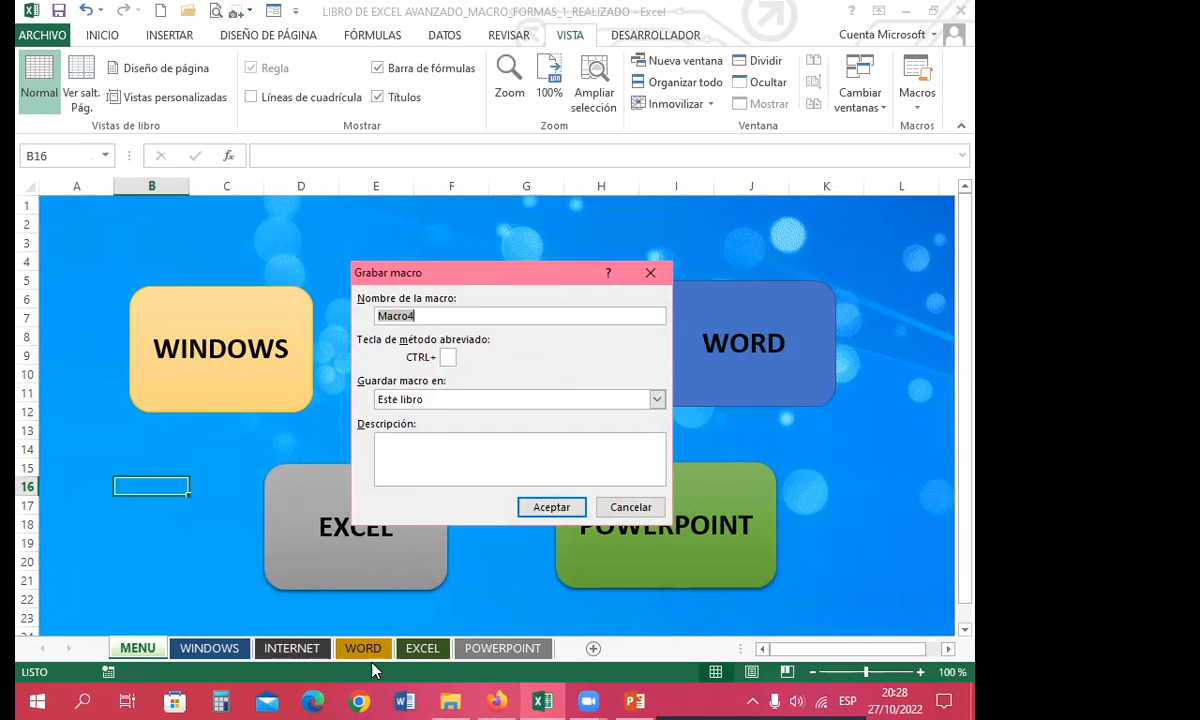 LIBRO DE EXCEL AVANZADO_MACRO_FORMAS_1_REALIZADO - Excel
ARCHIVO INICIO INSERTAR DISEÑO DE PÁGINA FÓRMULAS DATOS REVISAR VISTA DESARROLLADOR Cuenta Microsoft
Normal
Ver salt. Pág.
Diseño de página
Vistas personalizadas
Vistas de libro
Regla
Barra de fórmulas
Líneas de cuadrícula
Títulos
Mostrar
Zoom
100%
Ampliar selección
Zoom
Nueva ventana
Organizar todo
Inmovilizar
Dividir
Ocultar
Mostrar
Cambiar ventanas
Ventana
Macros
Macros
B16
fx
A B C D E F G H I J K L
1
2
3
4
5
6
7
8
9
10
11
12
13
14
15
16
17
18
19
20
21
22
23
WINDOWS
WORD
EXCEL
POWERPOINT
Grabar macro ?
Nombre de la macro:
Macro4
Tecla de método abreviado:
CTRL+
Guardar macro en:
Este libro
Descripción:
Aceptar Cancelar
MENU WINDOWS INTERNET WORD EXCEL POWERPOINT
LISTO 100 %
ESP
20:28
27/10/2022